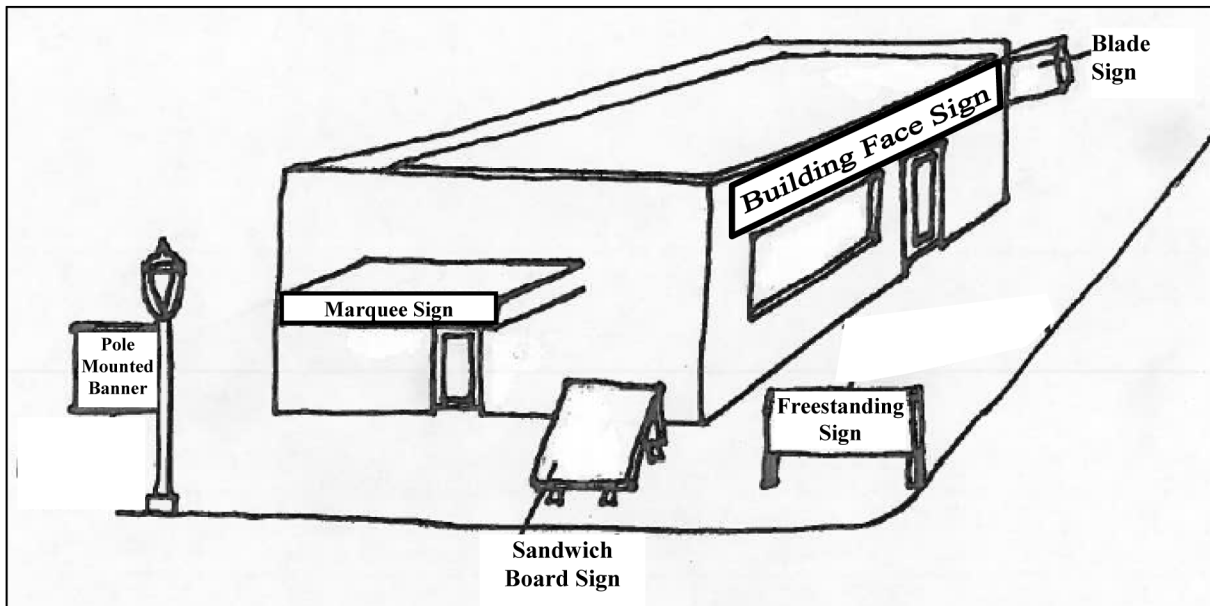 Blade
Sign
Building Face Sign
Marquee Sign
Pole
Mounted
Banner
Freestanding
Sign
Sandwich
Board Sign